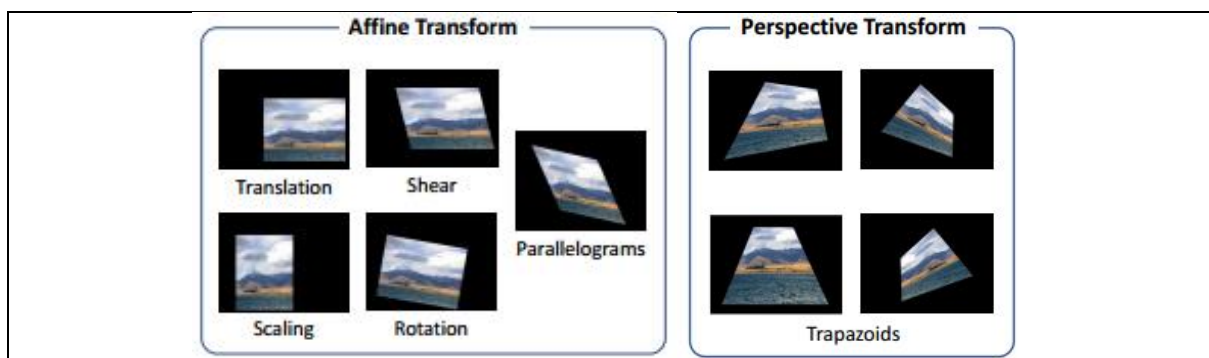 Affine Transform
Perspective Transform
Translation
Shear
Parallelograms
Scaling
Rotation
Trapazoids